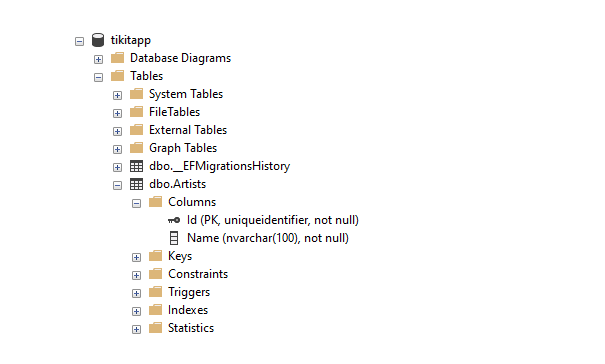 tikitapp
Database Diagrams
Tables
System Tables
FileTables
External Tables
Graph Tables
dbo.__EFMigrationsHistory
dbo.Artists
Columns
Id (PK, uniqueidentifier, not null)
Name (nvarchar(100), not null)
Keys
Constraints
Triggers
Indexes
Statistics